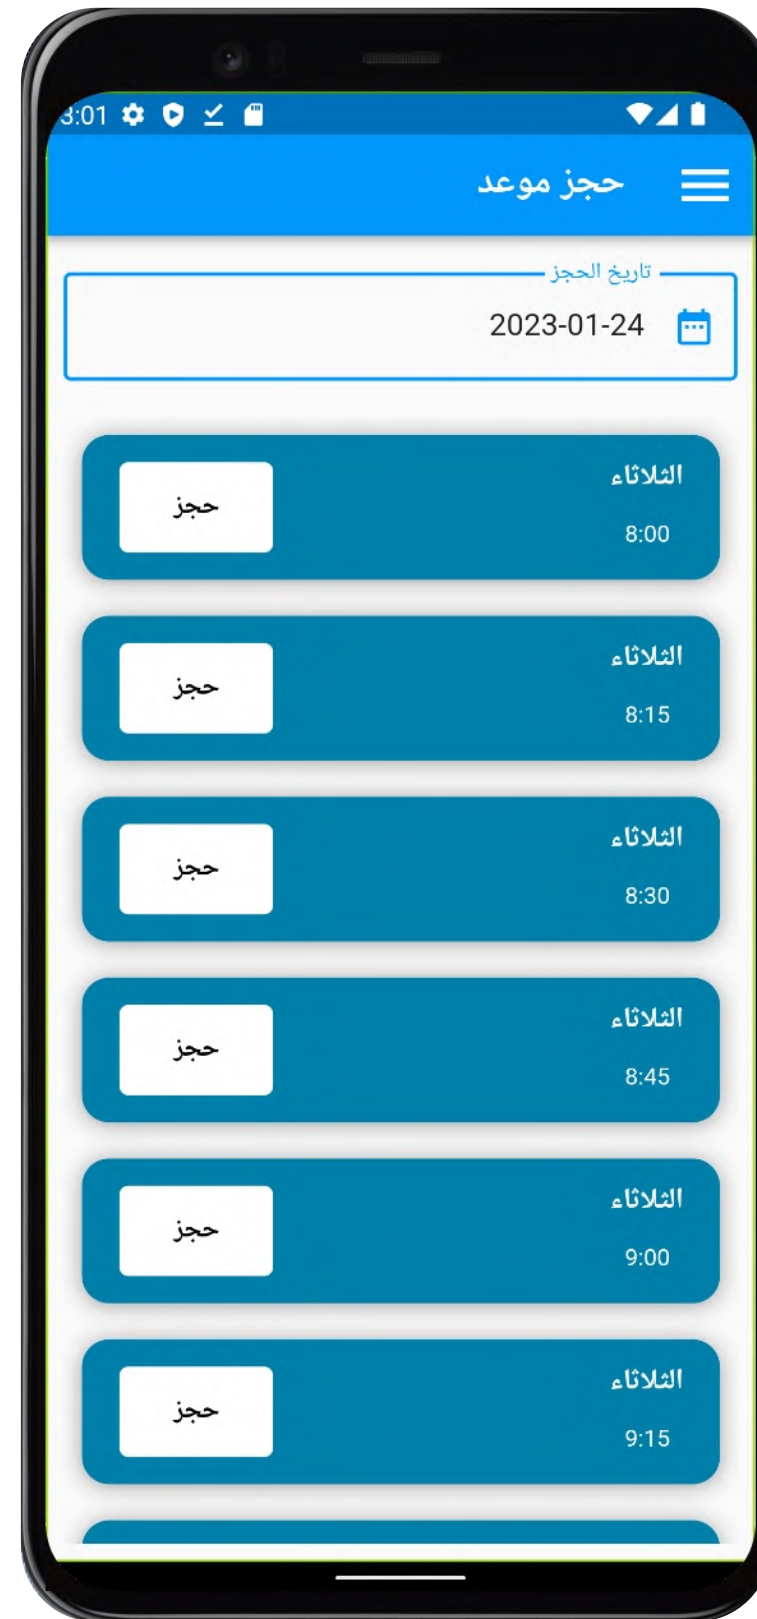 3:01
حجز موعد
تاريخ الحجز
2023-01-24
الثلاثاء
8:00
حجز
الثلاثاء
8:15
حجز
الثلاثاء
8:30
حجز
الثلاثاء
8:45
حجز
الثلاثاء
9:00
حجز
الثلاثاء
9:15
حجز